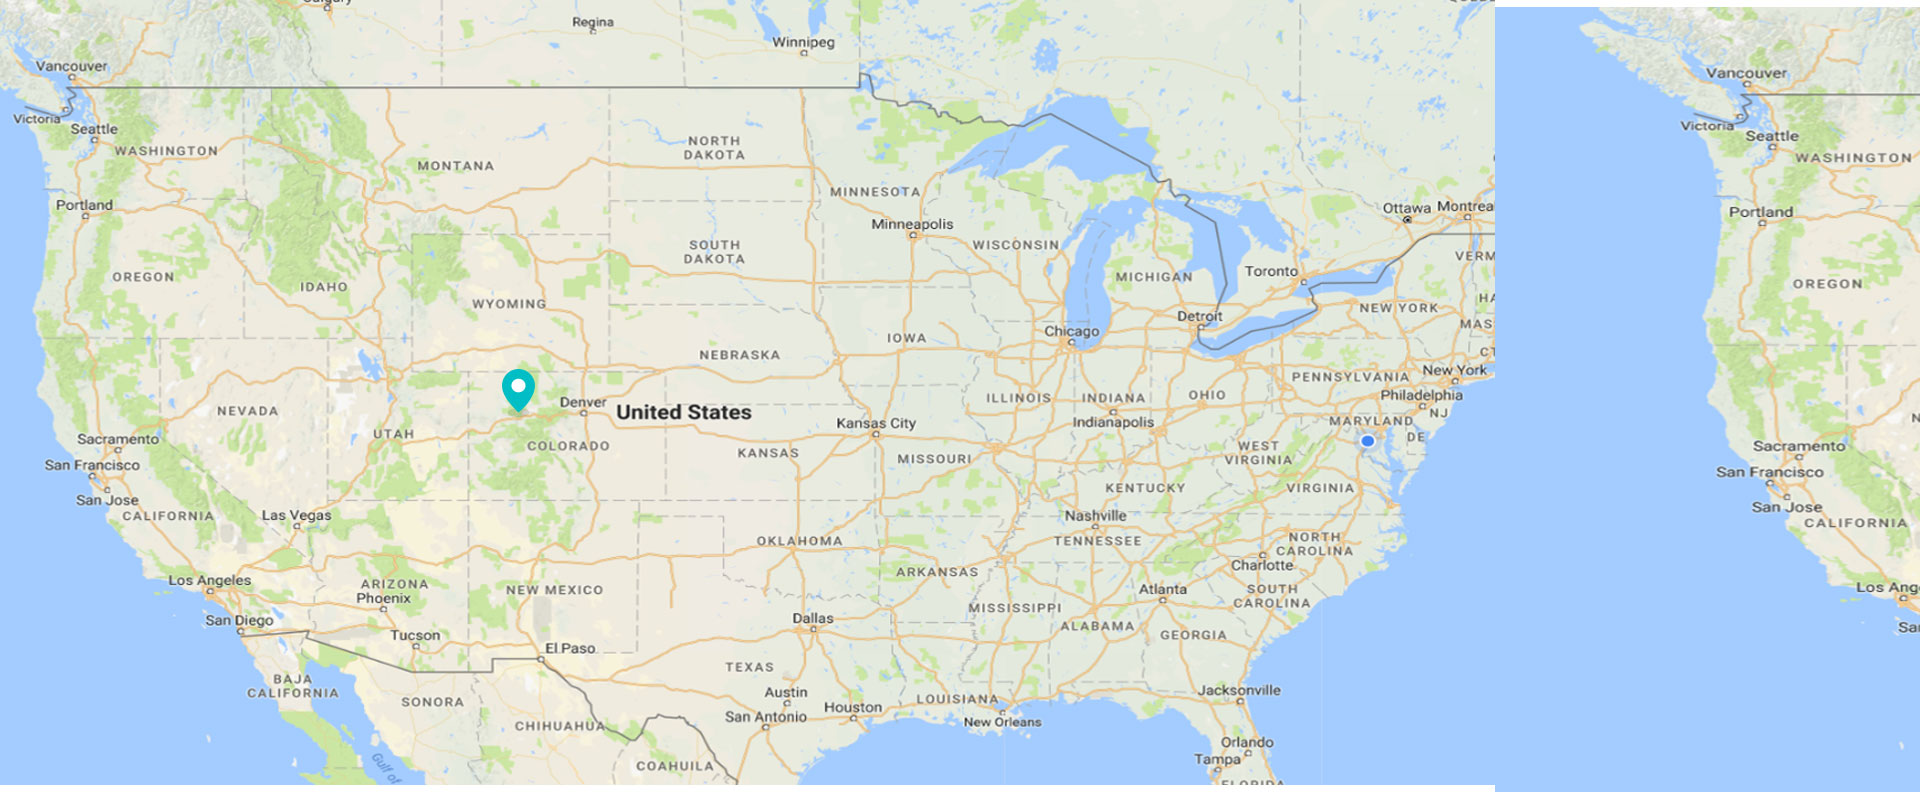 Calgary
Regina
Winnipeg
Vancouver
Victoria
Seattle
WASHINGTON
MONTANA
NORTH
DAKOTA
MINNESOTA
Portland
Minneapolis
Ottawa
Montrea
WISCONSIN
SOUTH
DAKOTA
VERM
OREGON
IDAHO
MICHIGAN
Toronto
WYOMING
HA
NEW YORK
Detroit
MAS
Chicago
IOWA
NEBRASKA
CT
New York
PENNSYLVANIA
Philadelphia
ILLINOIS
INDIANA
OHIO
NJ
Denver
United States
NEVADA
Kansas City
Indianapolis
MARYLAND
DE
UTAH
COLORADO
Sacramento
KANSAS
MISSOURI
WEST
VIRGINIA
San Francisco
San Jose
KENTUCKY
VIRGINIA
CALIFORNIA
Las Vegas
Nashville
OKLAHOMA
TENNESSEE
NORTH
CAROLINA
ARKANSAS
Charlotte
Los Angeles
ARIZONA
Phoenix
NEW MEXICO
Atlanta
SOUTH
CAROLINA
MISSISSIPPI
San Diego
Dallas
ALABAMA
GEORGIA
Tucson
El Paso
TEXAS
BAJA
CALIFORNIA
SONORA
Austin
San Antonio
Houston
LOUISIANA
New Orleans
Jacksonville
CHIHUAHUA
Orlando
Tampa
Gulf of
COAHUILA
FLORIDA
Vancouver
Victoria
Seattle
WASHINGTON
Portland
OREGON
N
Sacramento
San Francisco
San Jose
CALIFORNIA
Los Ang
Sa